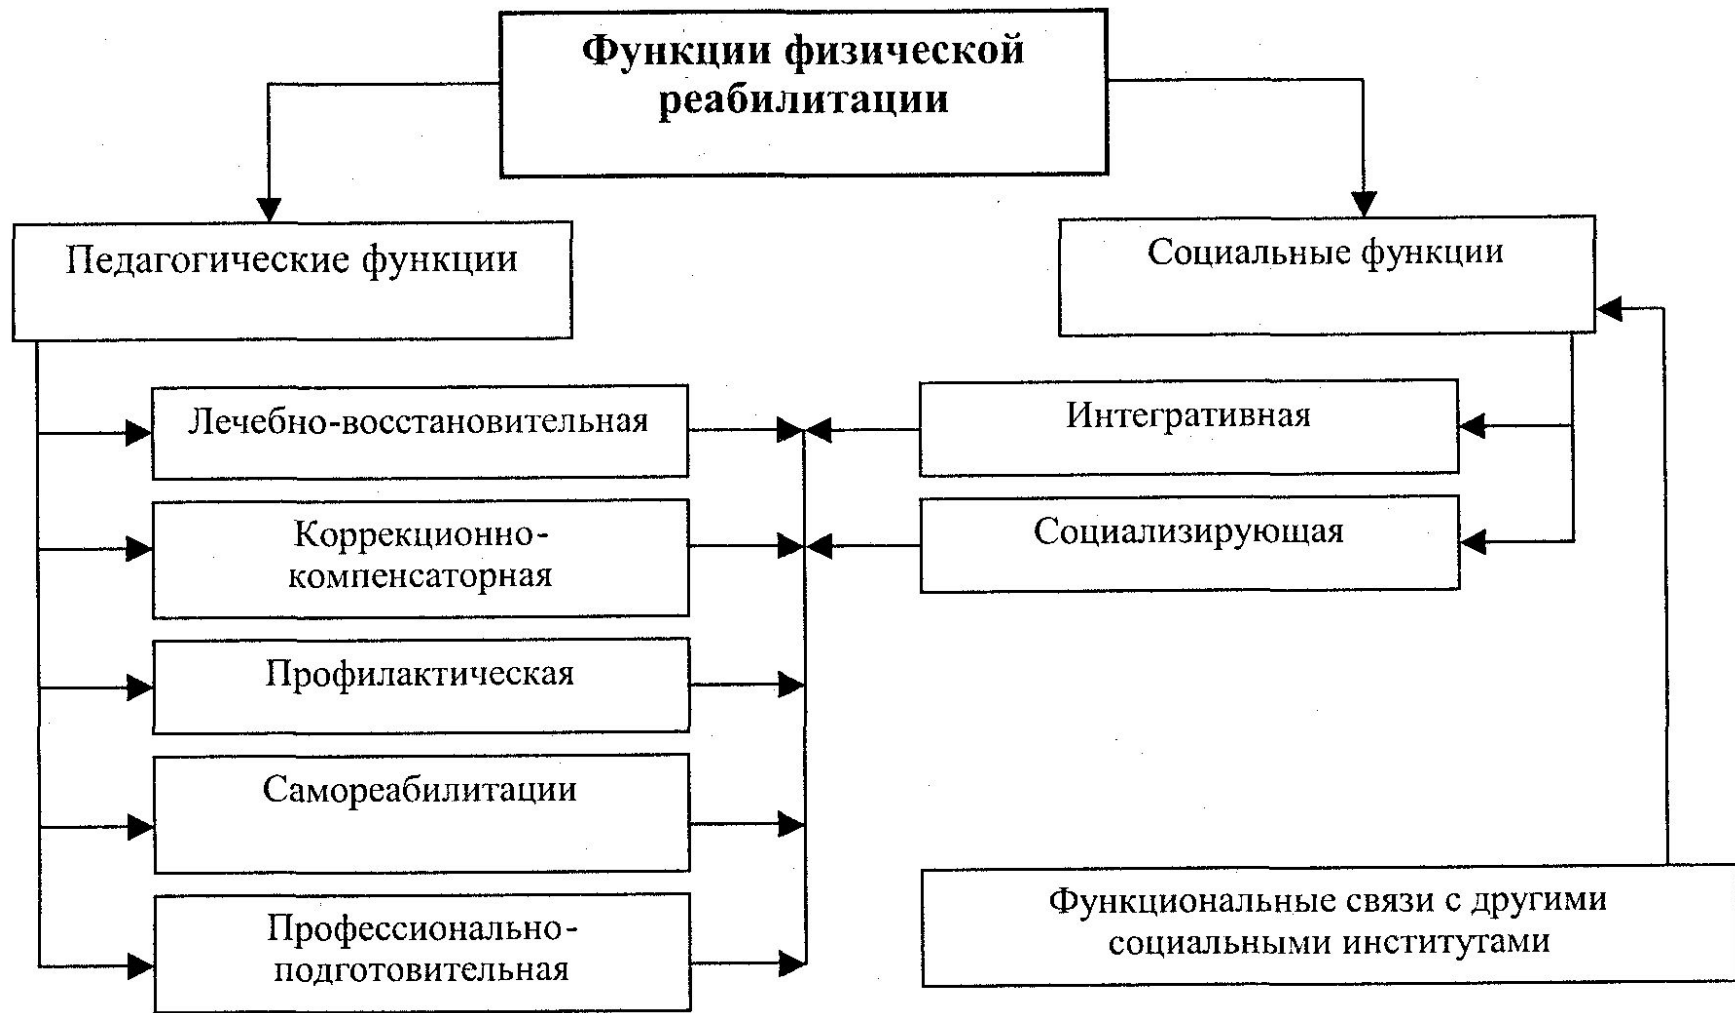 Функции физической
реабилитации
Педагогические функции
Социальные функции
Лечебно-восстановительная
Интегративная
Коррекционно-
компенсаторная
Социализирующая
Профилактическая
Самореабилитации
Профессионально-
подготовительная
Функциональные связи с другими
социальными институтами